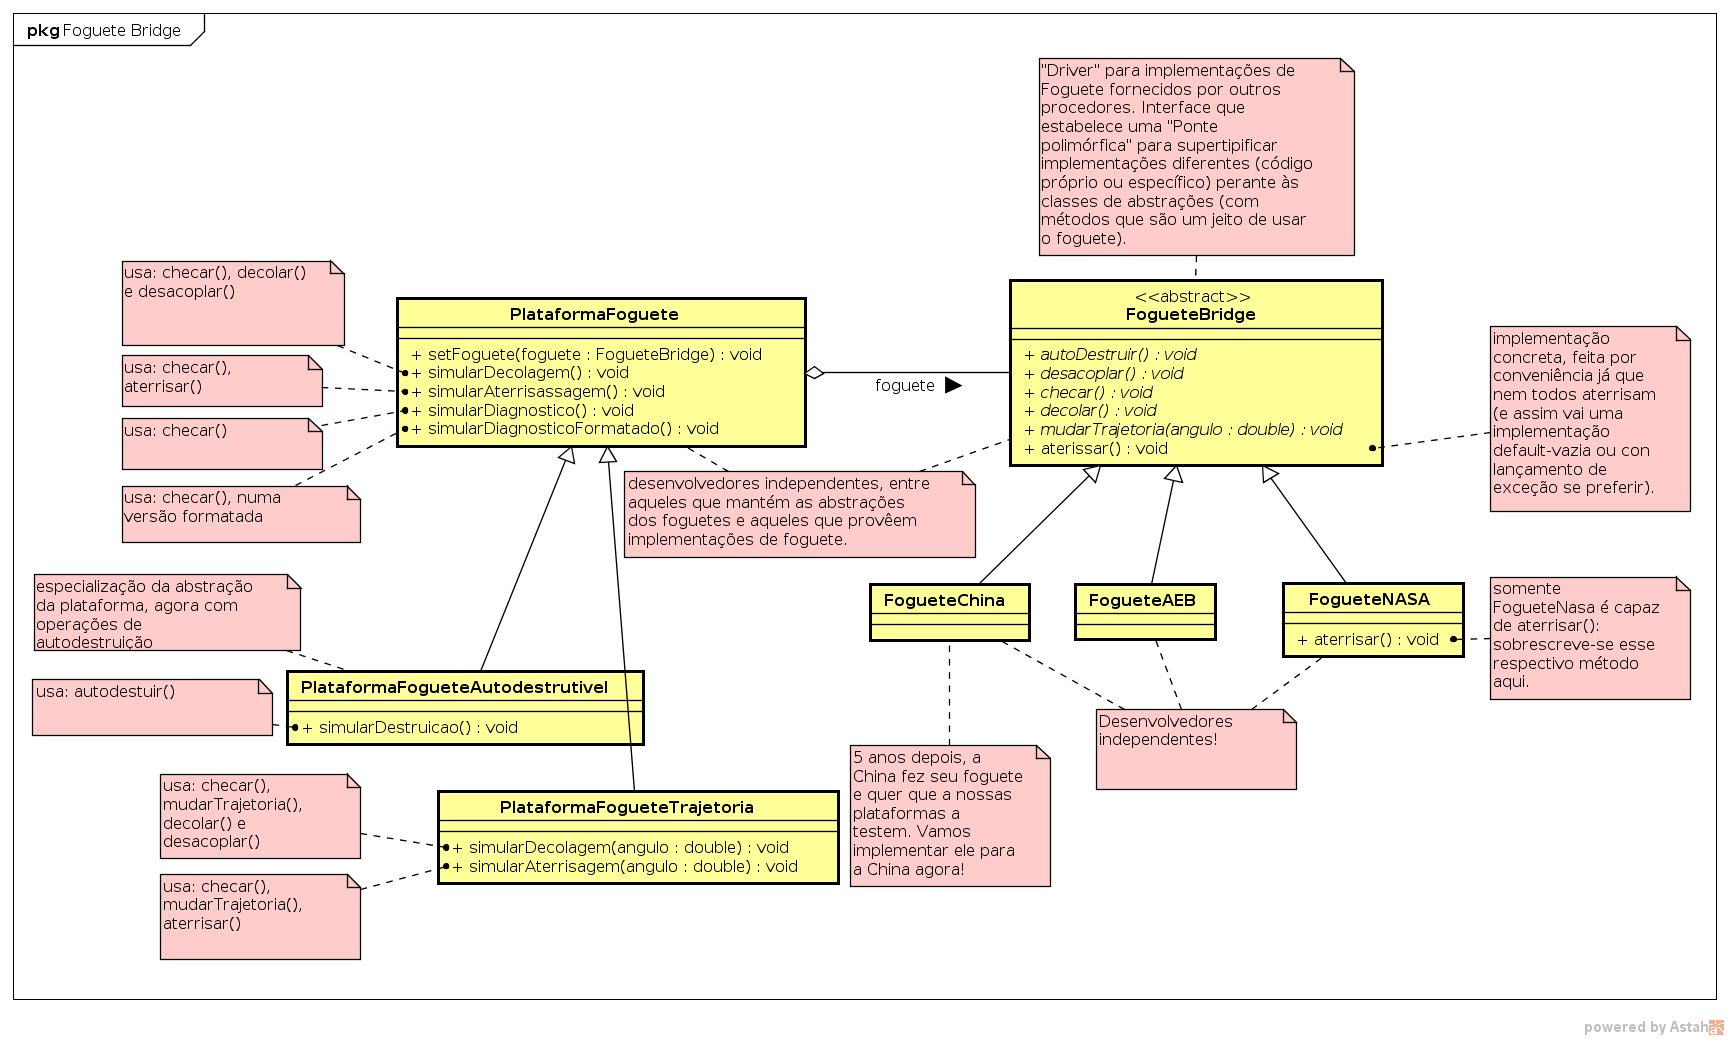 pkg Foguete Bridge
"Driver" para implementações de
Foguete fornecidos por outros
procedores. Interface que
estabelece uma "Ponte
polimórfica" para supertipificar
implementações diferentes (código
próprio ou específico) perante às
classes de abstrações (com
métodos que são um jeito de usar
o foguete).
usa: checar(), decolar()
e desacoplar()
usa: checar(),
aterrisar()
usa: checar()
usa: checar(), numa
versão formatada
PlataformaFoguete
+ setFoguete(foguete : FogueteBridge) : void
+ simularDecolagem() : void
+ simularAterrisassagem() : void
+ simularDiagnostico() : void
+ simularDiagnosticoFormatado() : void
foguete
<<abstract>>
FogueteBridge
+ autoDestruir() : void
+ desacoplar() : void
+ checar() : void
+ decolar() : void
+ mudarTrajetoria(angulo : double) : void
+ aterissar() : void
implementação
concreta, feita por
conveniência já que
nem todos aterrisam
(e assim vai uma
implementação
default-vazia ou con
lançamento de
exceção se preferir).
desenvolvedores independentes, entre
aqueles que mantém as abstrações
dos foguetes e aqueles que provêem
implementações de foguete.
especialização da abstração
da plataforma, agora com
operações de
autodestruição
usa: autodestuir()
PlataformaFogueteAutodestrutivel
+ simularDestruicao() : void
FogueteChina
FogueteAEB
FogueteNASA
+ aterrisar() : void
somente
FogueteNasa é capaz
de aterrisar():
sobrescreve-se esse
respectivo método
aqui.
Desenvolvedores
independentes!
5 anos depois, a
China fez seu foguete
e quer que a nossas
plataformas a
testem. Vamos
implementar ele para
a China agora!
usa: checar(),
mudarTrajetoria(),
decolar() e
desacoplar()
usa: checar(),
mudarTrajetoria(),
aterrisar()
PlataformaFogueteTrajetoria
+ simularDecolagem(angulo : double) : void
+ simularAterrisagem(angulo : double) : void
powered by Astah